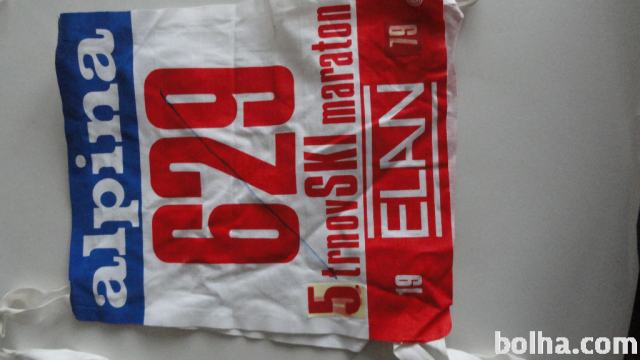 alpina
629
5. trnovSKI maraton
19 ELAN 79
bolha.com